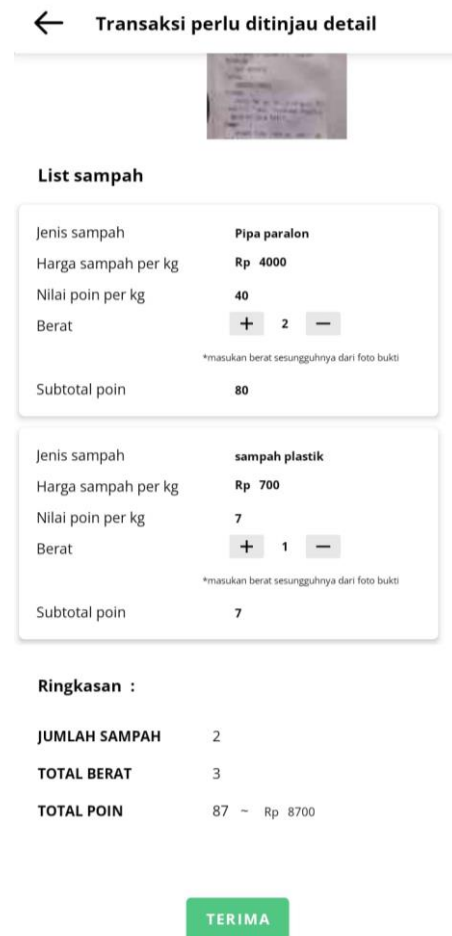 Transaksi perlu ditinjau detail
List sampah
Jenis sampah Pipa paralon
Harga sampah per kg Rp 4000
Nilai poin per kg 40
Berat + 2 —
*masukan berat sesungguhnya dari foto bukti
Subtotal poin 80
Jenis sampah sampah plastik
Harga sampah per kg Rp 700
Nilai poin per kg 7
Berat + 1 —
*masukan berat sesungguhnya dari foto bukti
Subtotal poin 7
Ringkasan :
JUMLAH SAMPAH 2
TOTAL BERAT 3
TOTAL POIN 87 ~ Rp 8700
TERIMA